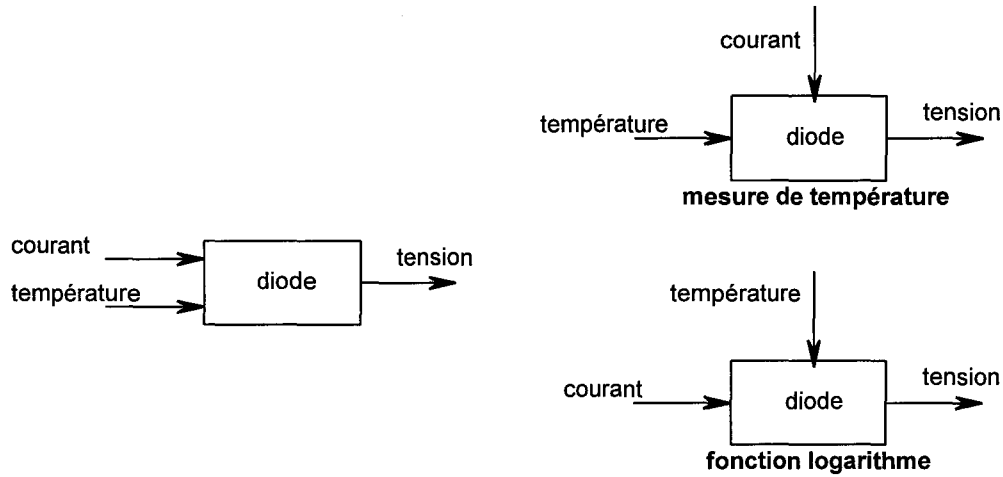 courant
température
diode
tension
courant
température
diode
tension
mesure de température
température
courant
diode
tension
fonction logarithme